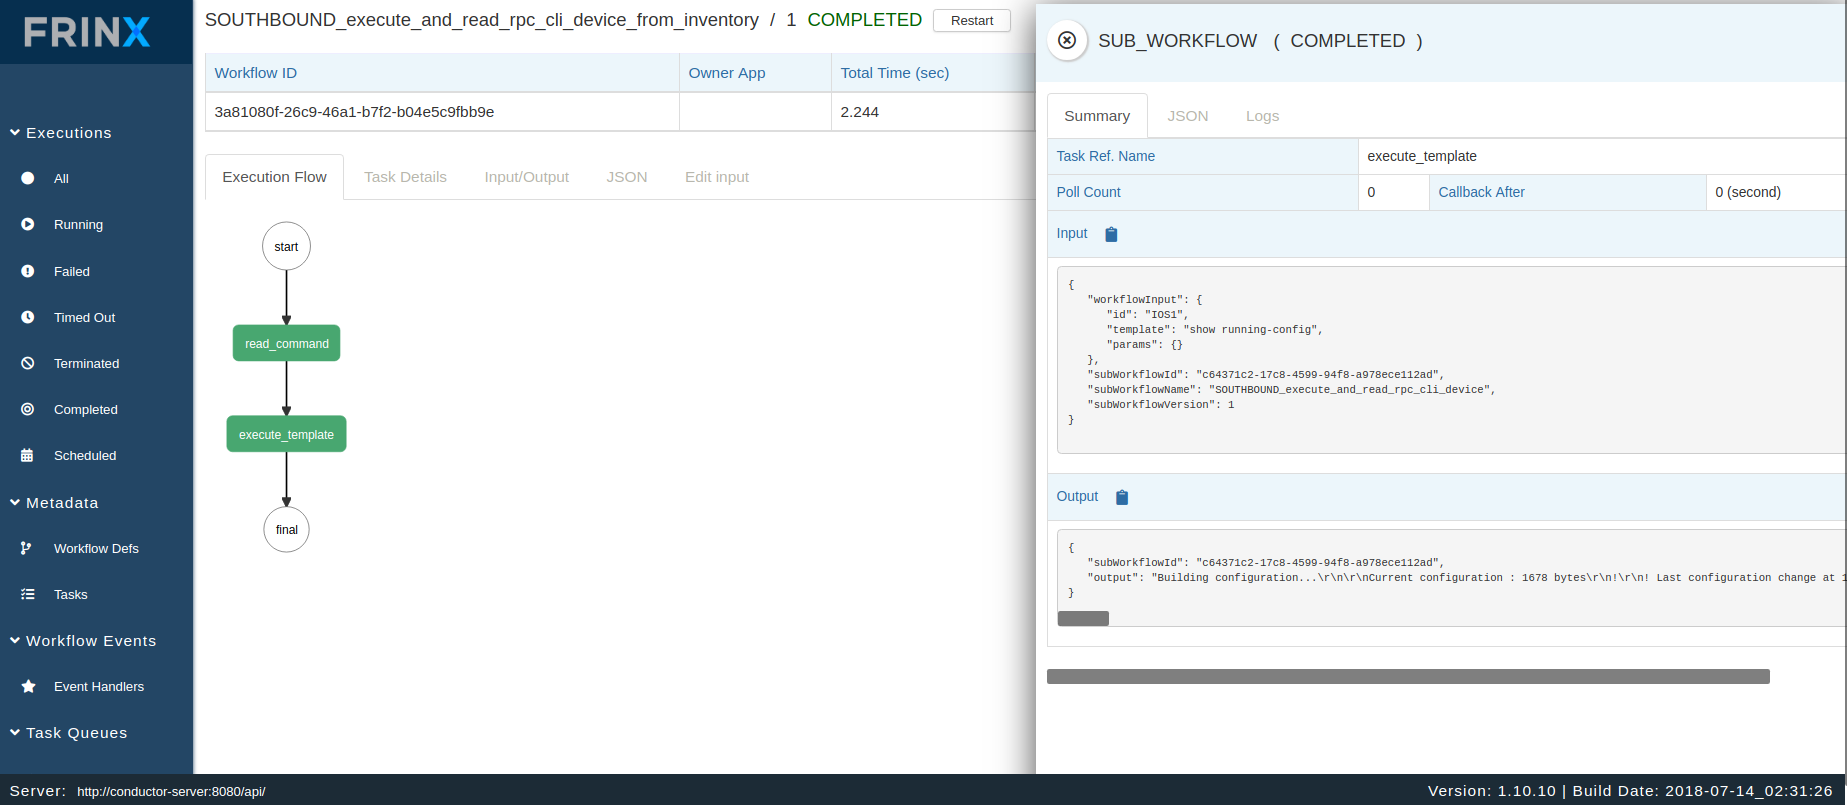 FRINX
Executions
All
Running
Failed
Timed Out
Terminated
Completed
Scheduled
Metadata
Workflow Defs
Tasks
Workflow Events
Event Handlers
Task Queues
SOUTHBOUND_execute_and_read_rpc_cli_device_from_inventory / 1 COMPLETED Restart
Workflow ID Owner App Total Time (sec)
3a81080f-26c9-46a1-b7f2-b04e5c9fbb9e 2.244
Execution Flow Task Details Input/Output JSON Edit input
start
read_command
execute_template
final
SUB_WORKFLOW ( COMPLETED )
Summary JSON Logs
Task Ref. Name execute_template
Poll Count 0 Callback After 0 (second)
Input
{
"workflowInput": {
"id": "IOS1",
"template": "show running-config",
"params": {}
},
"subWorkflowId": "c64371c2-17c8-4599-94f8-a978ece112ad",
"subWorkflowName": "SOUTHBOUND_execute_and_read_rpc_cli_device",
"subWorkflowVersion": 1
}
Output
{
"subWorkflowId": "c64371c2-17c8-4599-94f8-a978ece112ad",
"output": "Building configuration...\r\n\r\nCurrent configuration : 1678 bytes\r\n!\r\n! Last configuration change at 1
}
Server: http://conductor-server:8080/api/
Version: 1.10.10 | Build Date: 2018-07-14_02:31:26